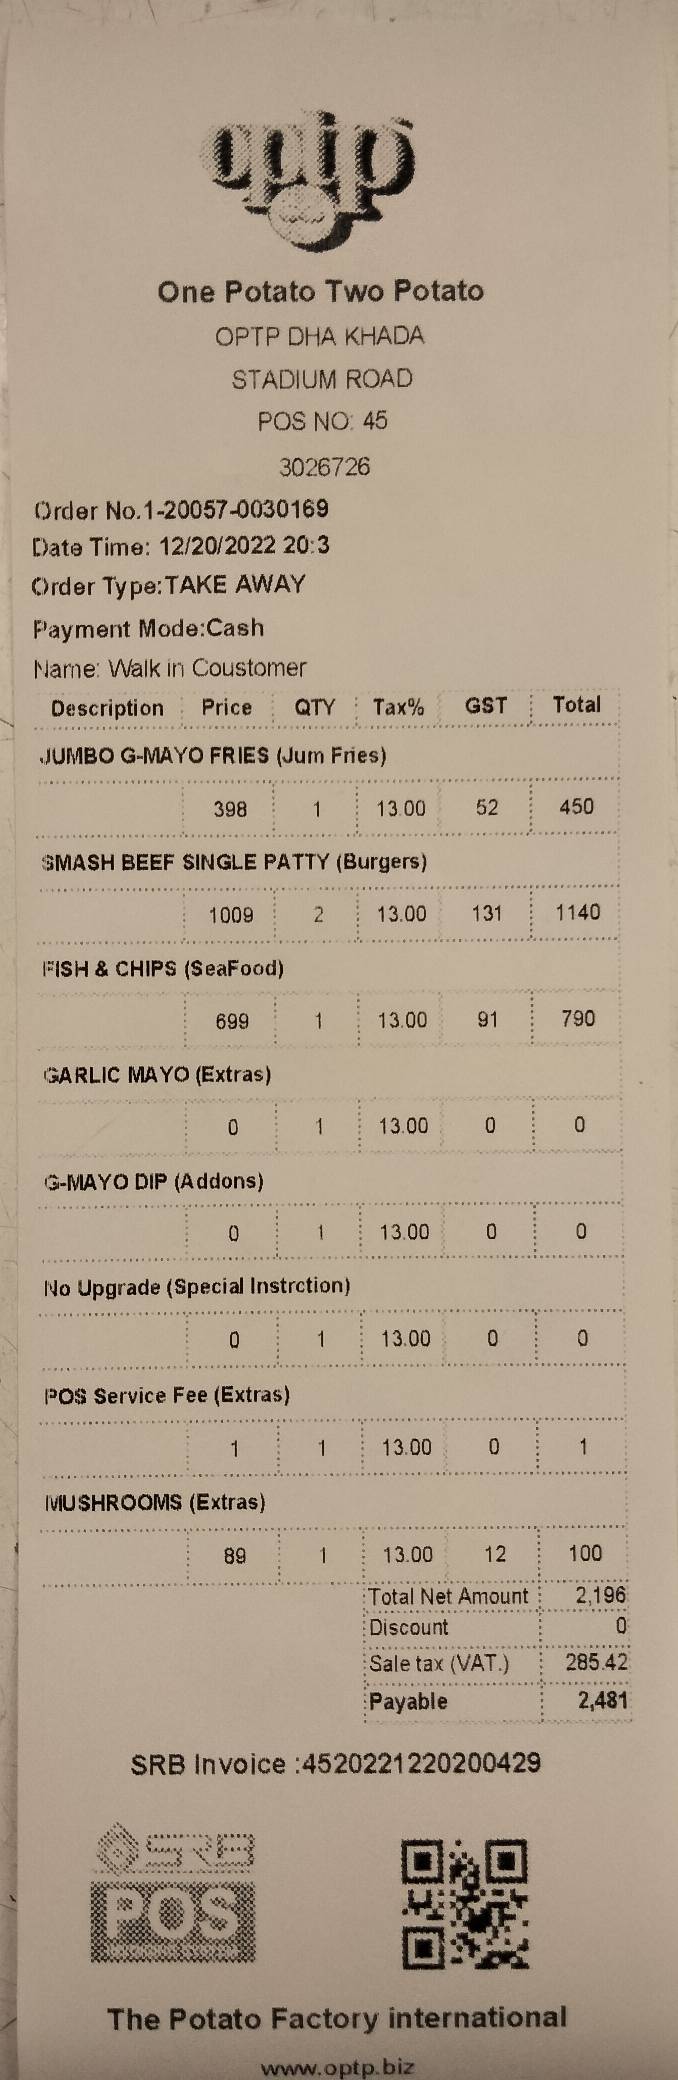 optp
One Potato Two Potato
OPTP DHA KHADA
STADIUM ROAD
POS NO: 45
3026726
Order No.1-20057-0030169
Date Time: 12/20/2022 20:3
Order Type:TAKE AWAY
Payment Mode:Cash
Name: Walk in Coustomer
Description Price QTY Tax% GST Total
JUMBO G-MAYO FRIES (Jum Fries)
398 1 13.00 52 450
SMASH BEEF SINGLE PATTY (Burgers)
1009 2 13.00 131 1140
FISH & CHIPS (SeaFood)
699 1 13.00 91 790
GARLIC MAYO (Extras)
0 1 13.00 0 0
G-MAYO DIP (Addons)
0 1 13.00 0 0
No Upgrade (Special Instrction)
0 1 13.00 0 0
POS Service Fee (Extras)
1 1 13.00 0 1
MUSHROOMS (Extras)
89 1 13.00 12 100
Total Net Amount 2,196
Discount 0
Sale tax (VAT.) 285.42
Payable 2,481
SRB Invoice :4520221220200429
SRB
POS
The Potato Factory international
www.optp.biz